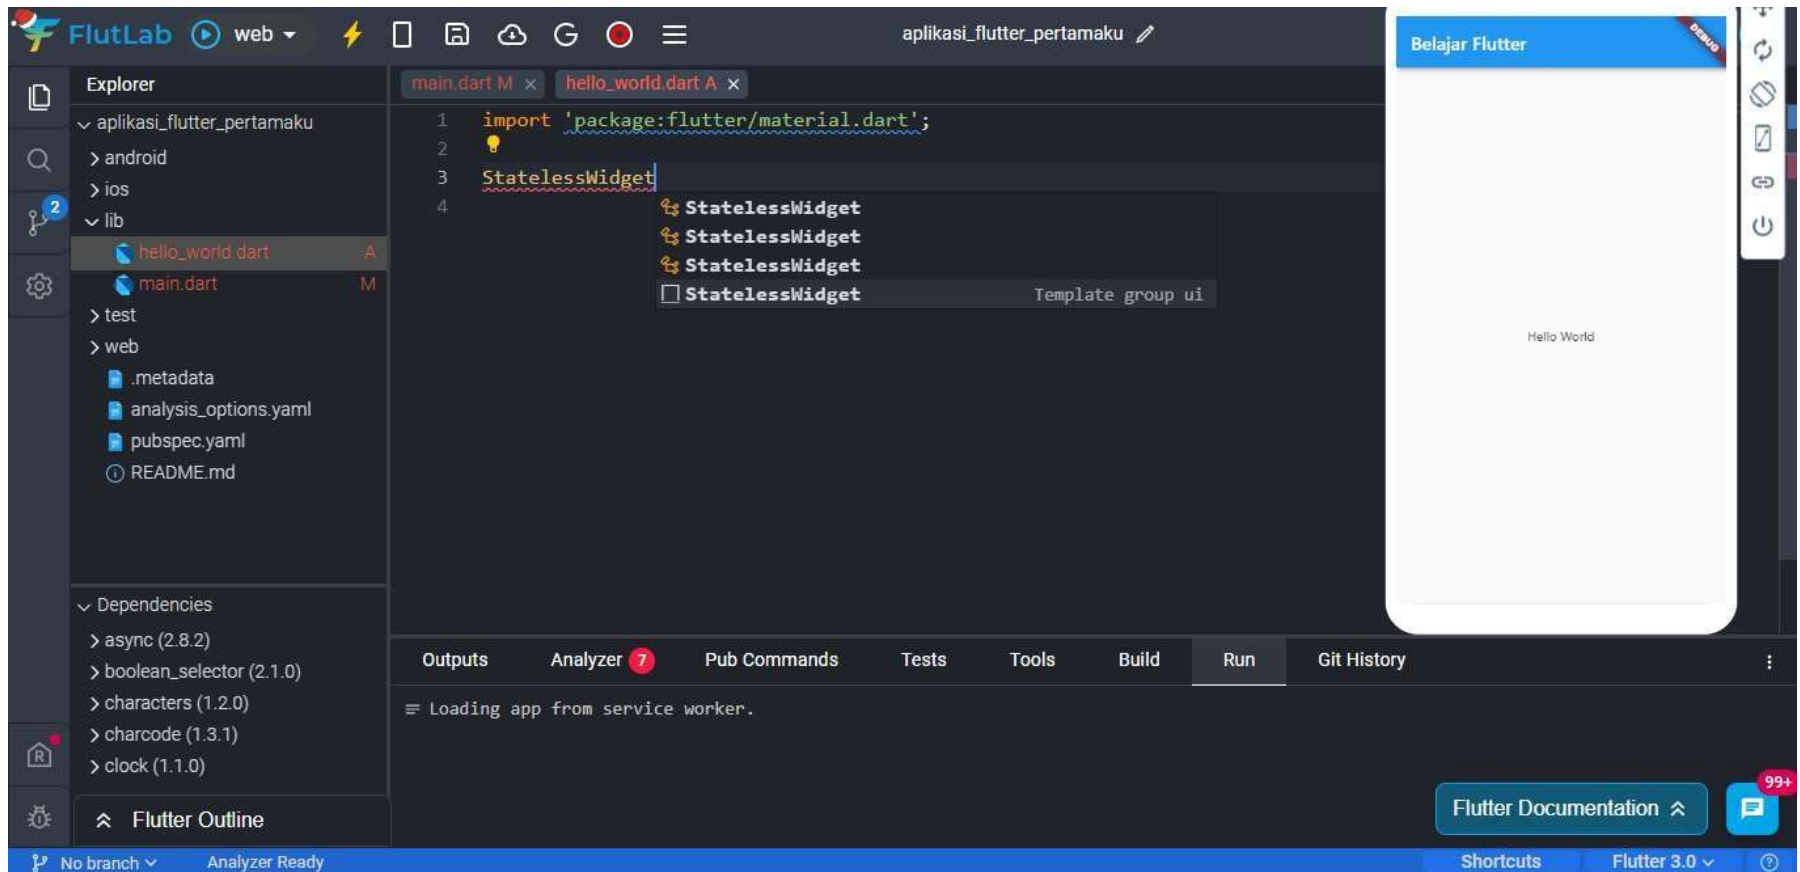 FlutLab web aplikasi_flutter_pertamaku
Explorer
aplikasi_flutter_pertamaku
android
ios
2
lib
hello_world.dart A
main.dart M
test
web
.metadata
analysis_options.yaml
pubspec.yaml
README.md
Dependencies
async (2.8.2)
boolean_selector (2.1.0)
characters (1.2.0)
charcode (1.3.1)
clock (1.1.0)
Flutter Outline
main.dart M × hello_world.dart A ×
1 import 'package:flutter/material.dart';
2
3 StatelessWidget
4
StatelessWidget
StatelessWidget
StatelessWidget
StatelessWidget Template group ui
Belajar Flutter
DEBUG
Hello World
Outputs Analyzer 7 Pub Commands Tests Tools Build Run Git History
Loading app from service worker.
Flutter Documentation
99+
No branch Analyzer Ready Shortcuts Flutter 3.0